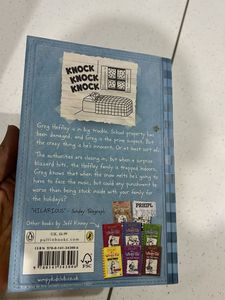 KNOCK
KNOCK
KNOCK
Greg Heffley is in big trouble. School property has
been damaged, and Greg is the prime suspect. But
the crazy thing is, he's innocent. Or at least sort of.
The authorities are closing in, but when a surprise
blizzard hits, the Heffley family is trapped indoors.
Greg knows that when the snow melts he's going to
have to face the music, but could any punishment be
worse than being stuck inside with your family for
the holidays?
'HILARIOUS' - Sunday Telegraph
Other books by Jeff Kinney
puffinbooks.com
FSC
wimpykidclub.co.uk